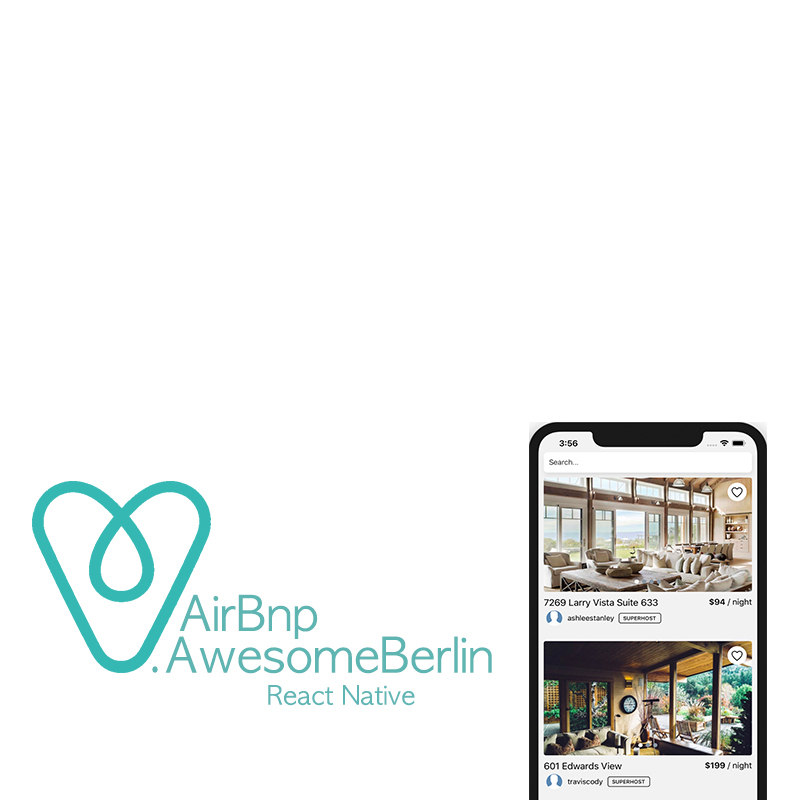 3:56
Search...
7269 Larry Vista Suite 633 $94 / night
ashleestanley SUPERHOST
601 Edwards View $199 / night
traviscody SUPERHOST
AirBnp
.AwesomeBerlin
React Native